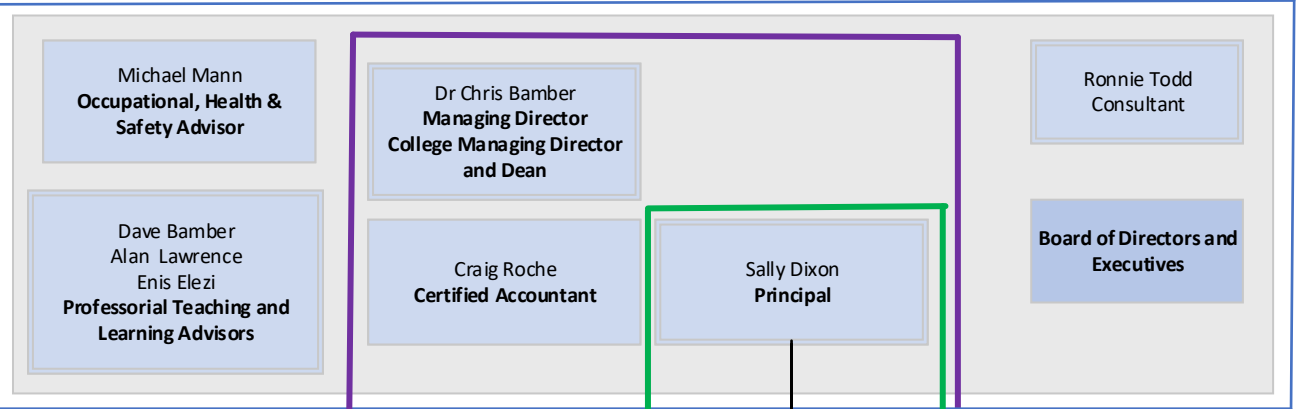 Michael Mann
Occupational, Health &
Safety Advisor
Dr Chris Bamber
Managing Director
College Managing Director
and Dean
Ronnie Todd
Consultant
Dave Bamber
Alan Lawrence
Enis Elezi
Professorial Teaching and
Learning Advisors
Craig Roche
Certified Accountant
Sally Dixon
Principal
Board of Directors and
Executives